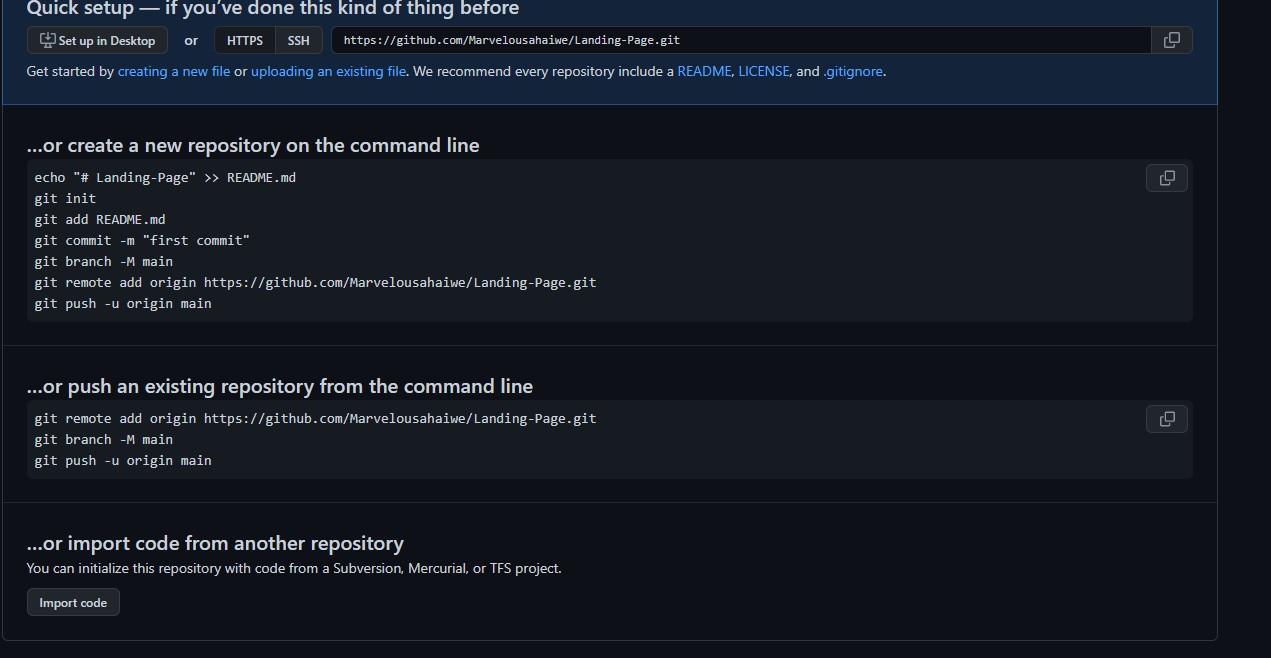 Quick setup — if you've done this kind of thing before
Set up in Desktop or HTTPS SSH https://github.com/Marvelousahaiwe/Landing-Page.git
Get started by creating a new file or uploading an existing file. We recommend every repository include a README, LICENSE, and .gitignore.
…or create a new repository on the command line
echo "# Landing-Page" >> README.md
git init
git add README.md
git commit -m "first commit"
git branch -M main
git remote add origin https://github.com/Marvelousahaiwe/Landing-Page.git
git push -u origin main
…or push an existing repository from the command line
git remote add origin https://github.com/Marvelousahaiwe/Landing-Page.git
git branch -M main
git push -u origin main
…or import code from another repository
You can initialize this repository with code from a Subversion, Mercurial, or TFS project.
Import code